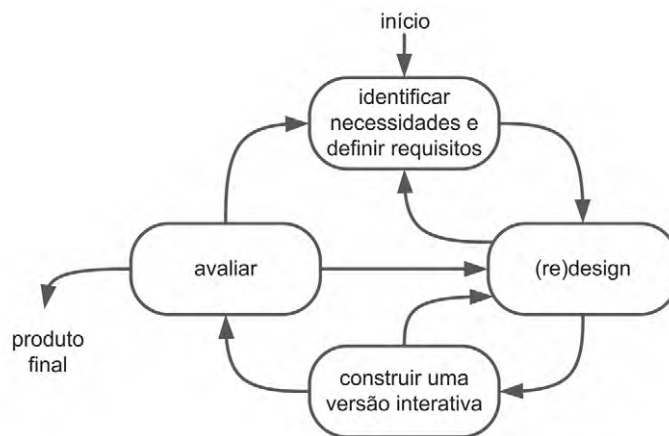 início
identificar
necessidades e
definir requisitos
avaliar
(re)design
produto
final
construir uma
versão interativa